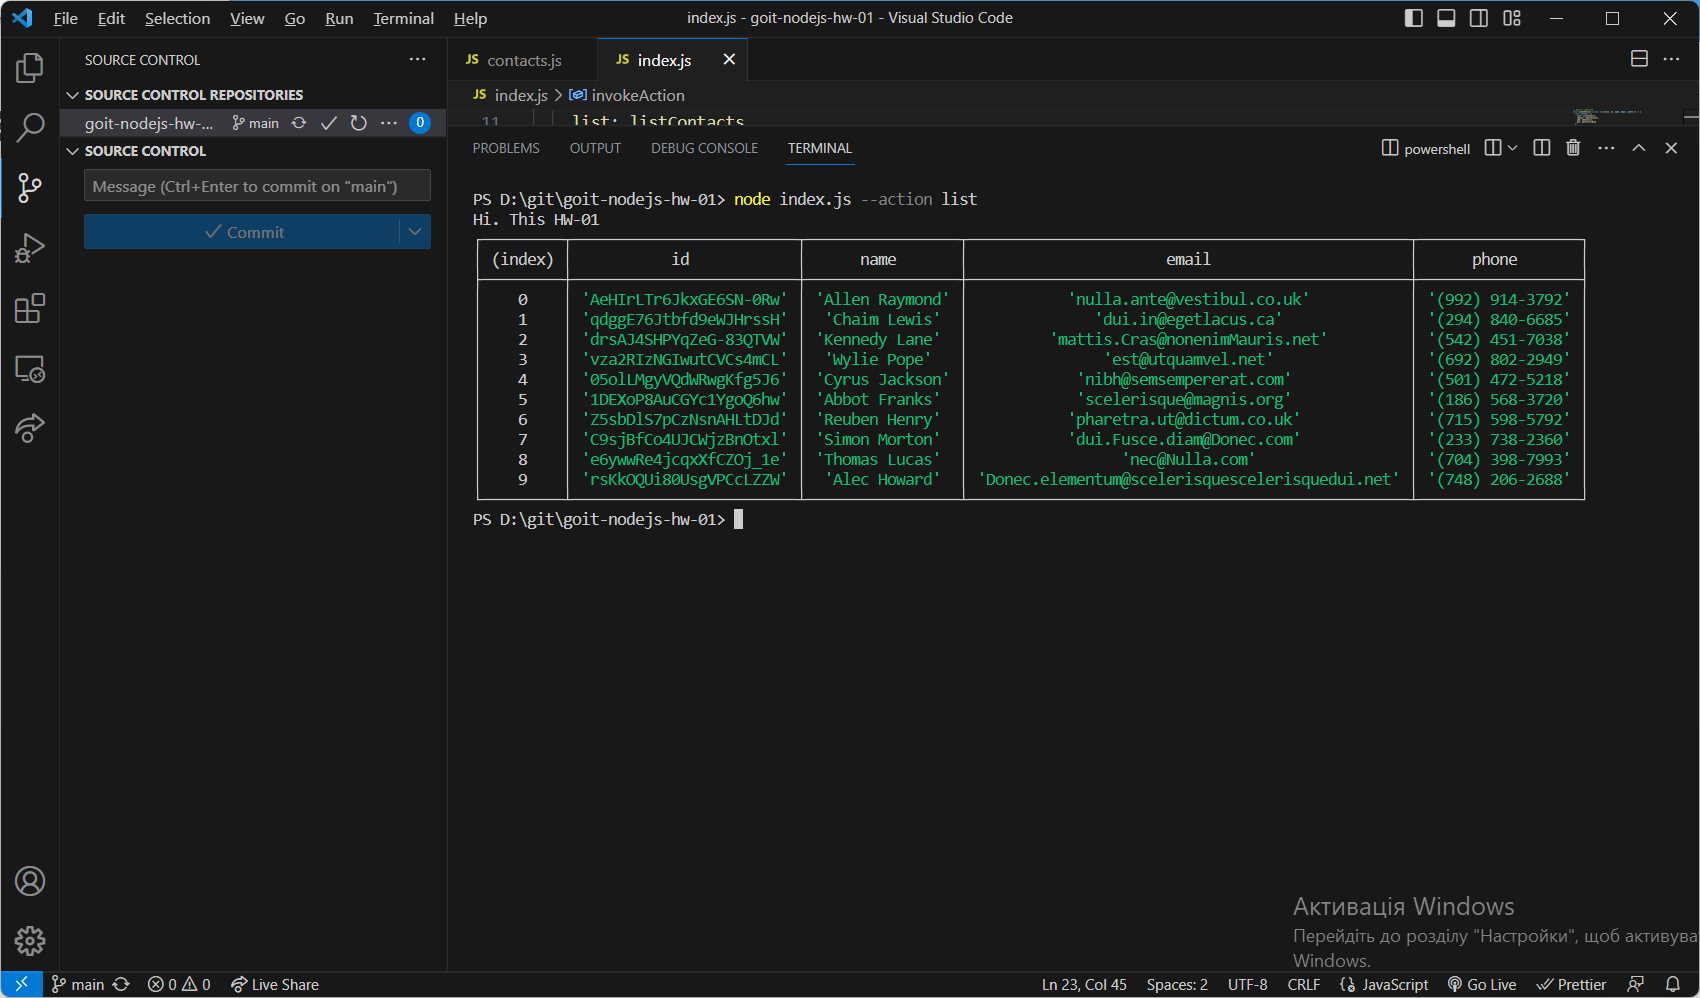 File Edit Selection View Go Run Terminal Help
index.js - goit-nodejs-hw-01 - Visual Studio Code
SOURCE CONTROL
SOURCE CONTROL REPOSITORIES
goit-nodejs-hw-... main 0
SOURCE CONTROL
Message (Ctrl+Enter to commit on "main")
Commit
JS contacts.js
JS index.js
JS index.js > invokeAction
11 list: listContacts
PROBLEMS OUTPUT DEBUG CONSOLE TERMINAL
powershell
PS D:\git\goit-nodejs-hw-01> node index.js --action list
Hi. This HW-01
(index) id name email phone
0 'AeHIrLTr6JkxGE6SN-0Rw' 'Allen Raymond' 'nulla.ante@vestibul.co.uk' '(992) 914-3792'
1 'qdggE76Jtbfd9eWJHrssH' 'Chaim Lewis' 'dui.in@egetlacus.ca' '(294) 840-6685'
2 'drsAJ4SHPYqZeG-83QTVW' 'Kennedy Lane' 'mattis.Cras@nonenimMauris.net' '(542) 451-7038'
3 'vza2RIzNGIwutCVCs4mCL' 'Wylie Pope' 'est@utquamvel.net' '(692) 802-2949'
4 '05olLMgyVQdWRwgKfg5J6' 'Cyrus Jackson' 'nibh@semsempererat.com' '(501) 472-5218'
5 '1DEXoP8AuCGYc1YgoQ6hw' 'Abbot Franks' 'scelerisque@magnis.org' '(186) 568-3720'
6 'Z5sbDlS7pCzNsnAHLtDJd' 'Reuben Henry' 'pharetra.ut@dictum.co.uk' '(715) 598-5792'
7 'C9sjBfCo4UJCWjzBnOtxl' 'Simon Morton' 'dui.Fusce.diam@Donec.com' '(233) 738-2360'
8 'e6ywwRe4jcqxXfCZOj_1e' 'Thomas Lucas' 'nec@Nulla.com' '(704) 398-7993'
9 'rsKkOQUi80UsgVPCcLZZW' 'Alec Howard' 'Donec.elementum@scelerisquescelerisquedui.net' '(748) 206-2688'
PS D:\git\goit-nodejs-hw-01>
Активація Windows
Перейдіть до розділу "Настройки", щоб активува
Windows.
main 0 0 Live Share
Ln 23, Col 45 Spaces: 2 UTF-8 CRLF JavaScript Go Live Prettier